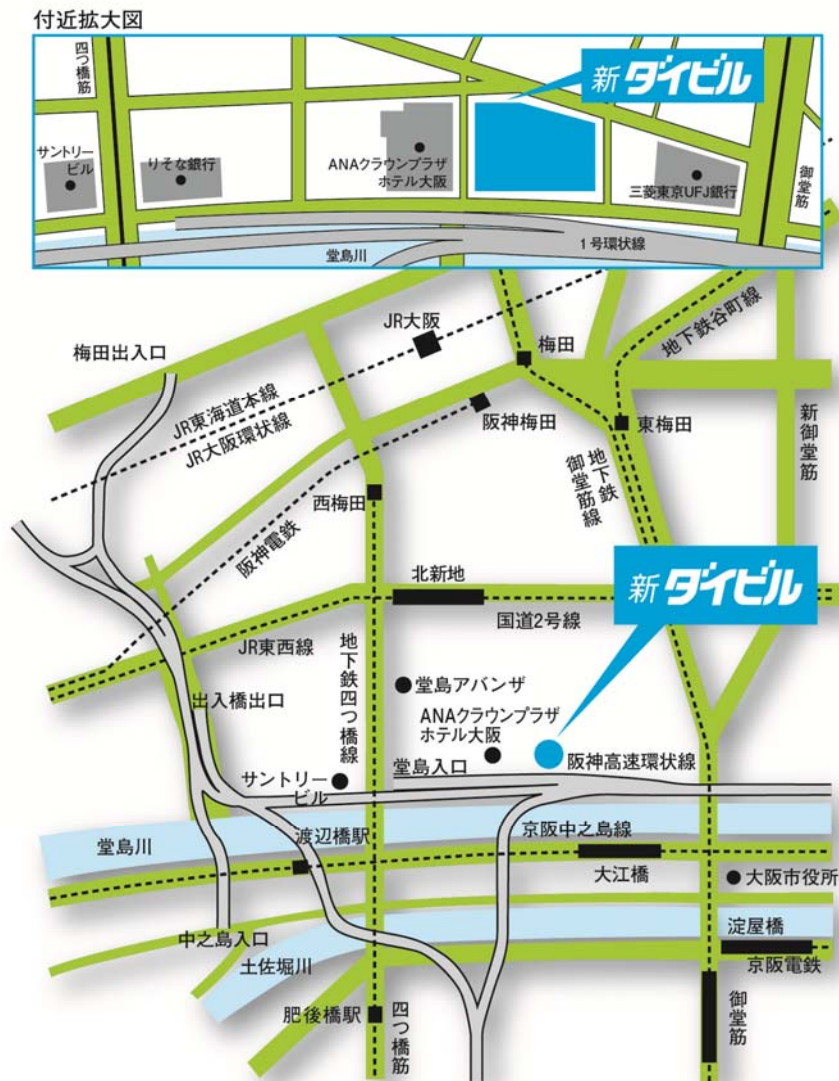 付近拡大図
四つ橋筋
新ダイビル
サントリー
ビル
りそな銀行
ANAクラウンプラザ
ホテル大阪
三菱東京UFJ銀行
御堂筋
堂島川
1号環状線
JR大阪
梅田
地下鉄谷町線
梅田出入口
JR東海道本線
JR大阪環状線
阪神梅田
東梅田
新御堂筋
地下鉄
御堂筋線
西梅田
阪神電鉄
北新地
新ダイビル
国道2号線
JR東西線
地下鉄四つ橋線
堂島アバンザ
出入橋出口
ANAクラウンプラザ
ホテル大阪
堂島入口
阪神高速環状線
サントリー
ビル
堂島川
渡辺橋駅
京阪中之島線
大江橋
大阪市役所
中之島入口
淀屋橋
土佐堀川
京阪電鉄
肥後橋駅
四つ橋筋
御堂筋